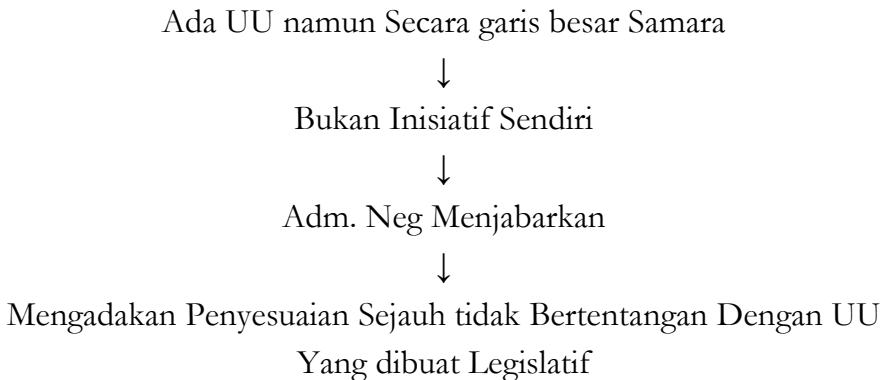 Ada UU namun Secara garis besar Samara
↓
Bukan Inisiatif Sendiri
↓
Adm. Neg Menjabarkan
↓
Mengadakan Penyesuaian Sejauh tidak Bertentangan Dengan UU
Yang dibuat Legislatif